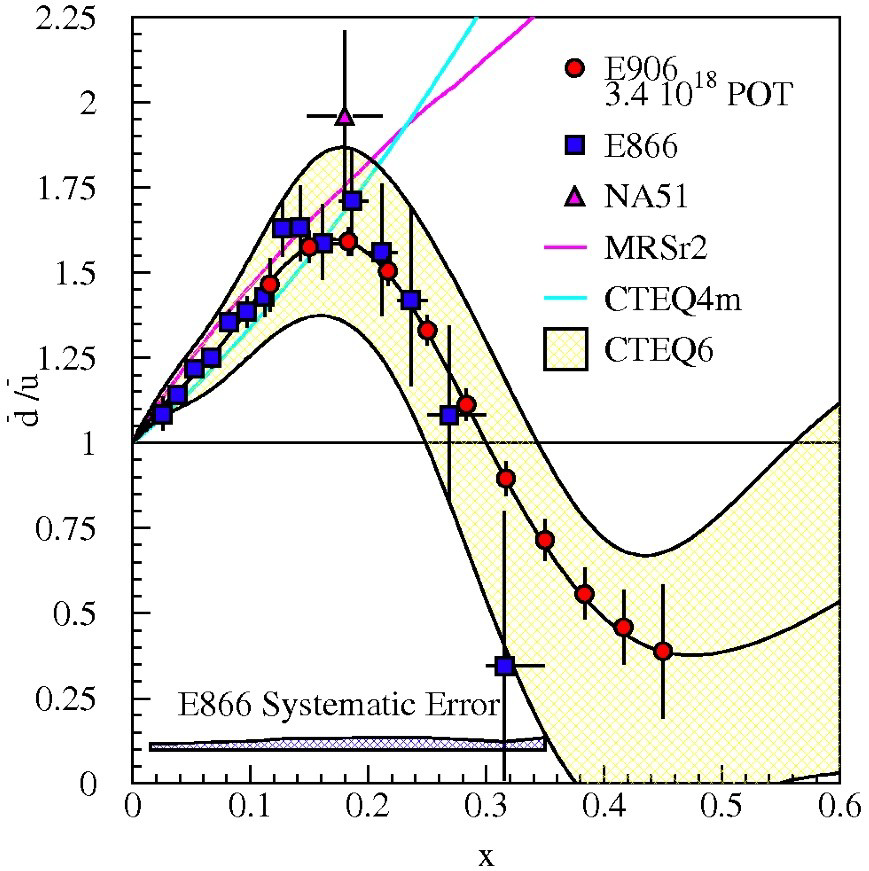 2.25
2
1.75
1.5
1.25
1
0.75
0.5
0.25
0
d̄/ū
E906
3.4 10¹⁸ POT
E866
NA51
MRSr2
CTEQ4m
CTEQ6
E866 Systematic Error
0 0.1 0.2 0.3 0.4 0.5 0.6
x